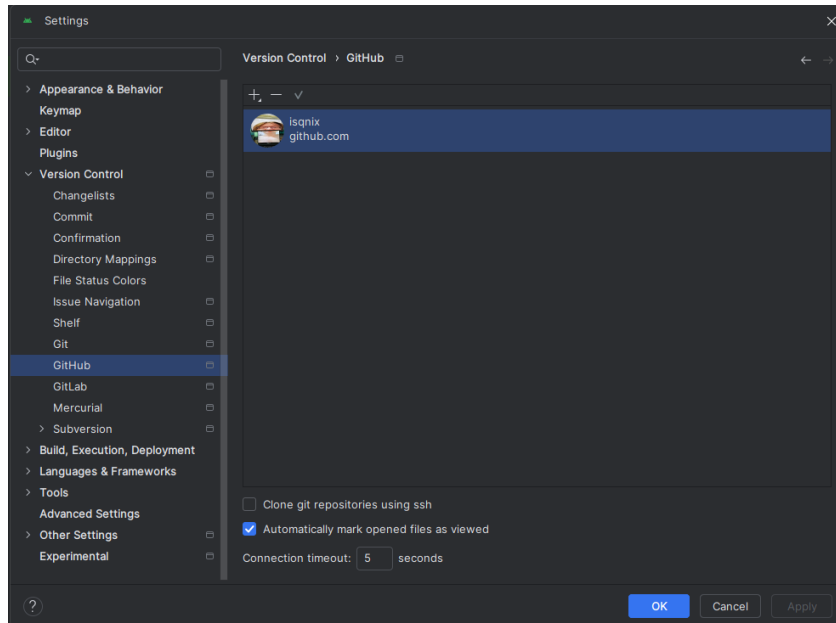 Settings
Version Control › GitHub
Appearance & Behavior
Keymap
Editor
Plugins
Version Control
Changelists
Commit
Confirmation
Directory Mappings
File Status Colors
Issue Navigation
Shelf
Git
GitHub
GitLab
Mercurial
Subversion
Build, Execution, Deployment
Languages & Frameworks
Tools
Advanced Settings
Other Settings
Experimental
isqnix
github.com
Clone git repositories using ssh
Automatically mark opened files as viewed
Connection timeout: 5 seconds
?
OK
Cancel
Apply